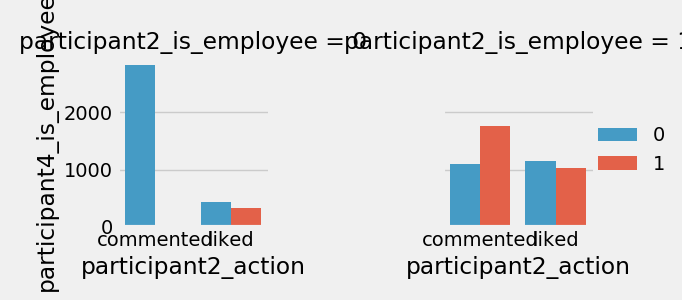 participant2_is_employee = 0
participant2_is_employee = 1
participant4_is_employee
2000
1000
0
commented
liked
commented
liked
participant2_action
participant2_action
0
1